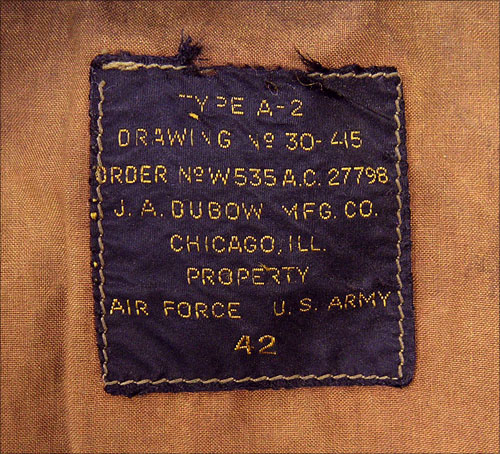 TYPE A-2
DRAWING Nº 30-415
ORDER Nº W535 A.C. 27798
J. A. DUBOW MFG. CO.
CHICAGO, ILL.
PROPERTY
AIR FORCE U.S. ARMY
42